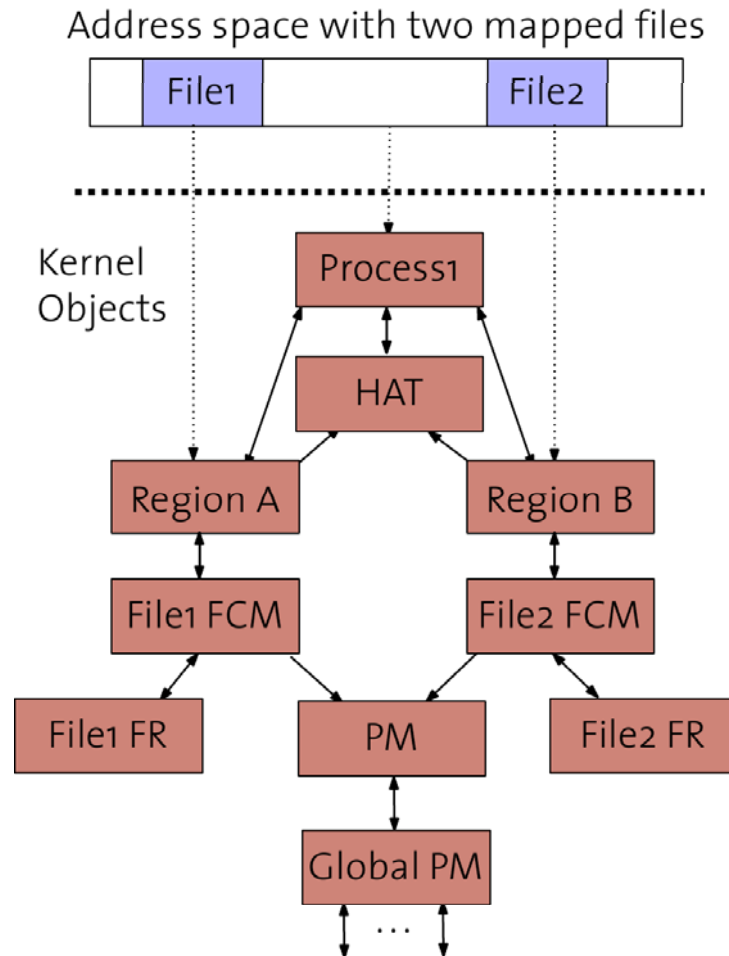 Address space with two mapped files
File1
File2
Process1
Kernel
Objects
HAT
Region A
Region B
File1 FCM
File2 FCM
File1 FR
PM
File2 FR
Global PM
...